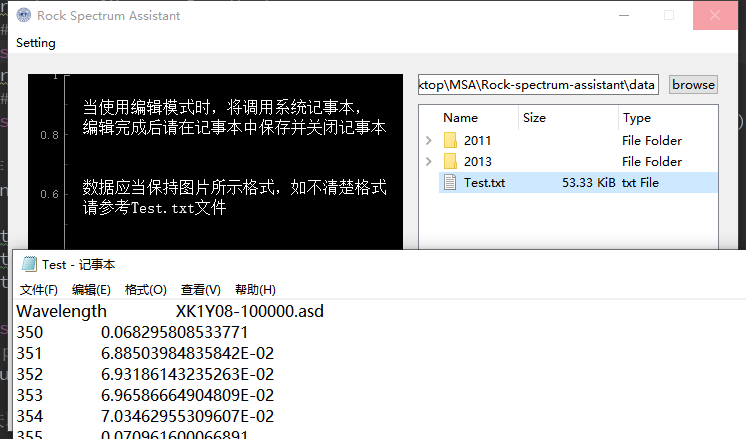 Rock Spectrum Assistant
Setting
1
0.8
0.6
当使用编辑模式时，将调用系统记事本，
编辑完成后请在记事本中保存并关闭记事本
数据应当保持图片所示格式，如不清楚格式
请参考Test.txt文件
ktop\MSA\Rock-spectrum-assistant\data browse
Name Size Type
2011 File Folder
2013 File Folder
Test.txt 53.33 KiB txt File
Test - 记事本
文件(F) 编辑(E) 格式(O) 查看(V) 帮助(H)
Wavelength XK1Y08-100000.asd
350 0.068295808533771
351 6.88503984835842E-02
352 6.93186143235263E-02
353 6.96586664904809E-02
354 7.03462955309607E-02
355 0.070961600066891